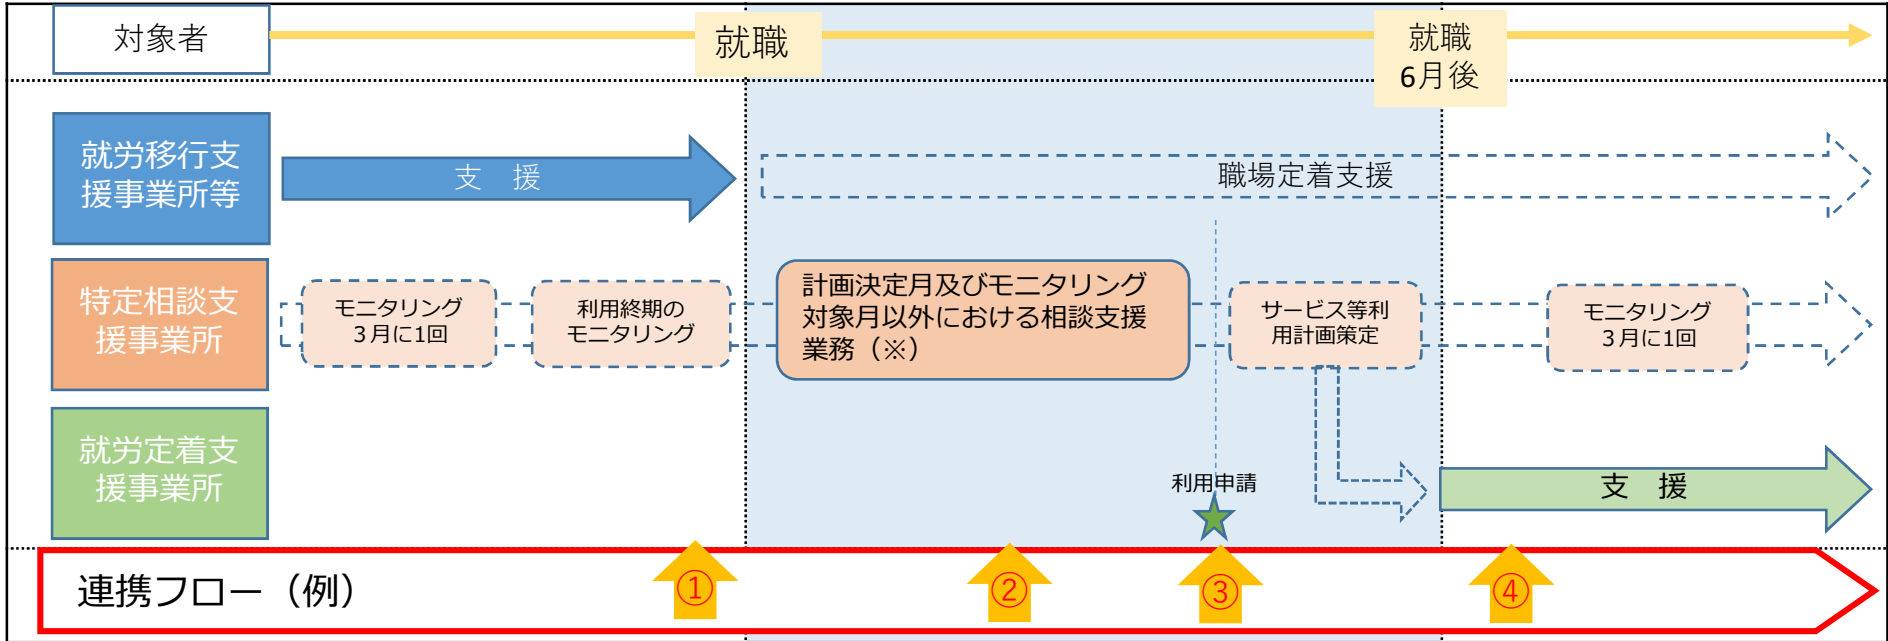 対象者
就職
就職
6月後
就労移行支
援事業所等
支　援
職場定着支援
特定相談支
援事業所
モニタリング
３月に1回
利用終期の
モニタリング
計画決定月及びモニタリング
対象月以外における相談支援
業務（※）
サービス等利
用計画策定
モニタリング
３月に1回
就労定着支
援事業所
利用申請
支　援
連携フロー（例）
①
②
③
④